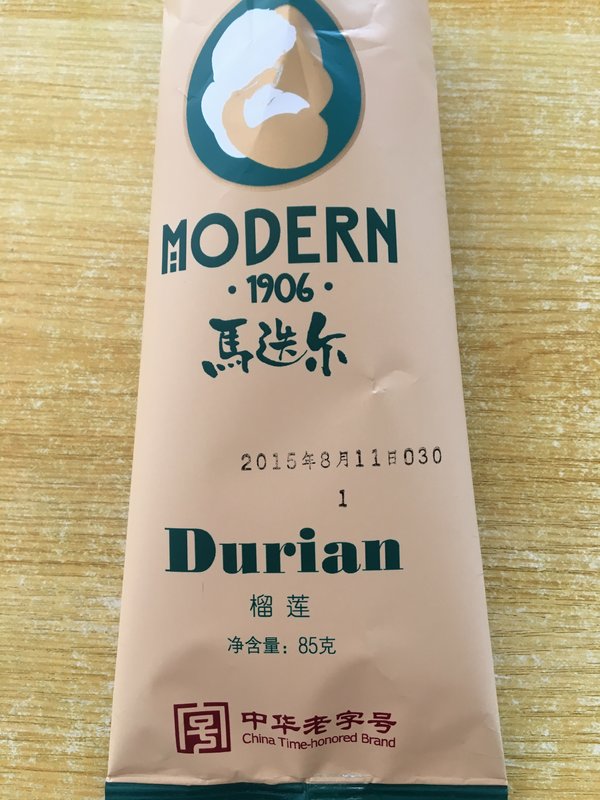 MODERN
·1906·
馬迭尔
2015年8月11日030
1
Durian
榴莲
净含量：85克
中华老字号
China Time-honored Brand